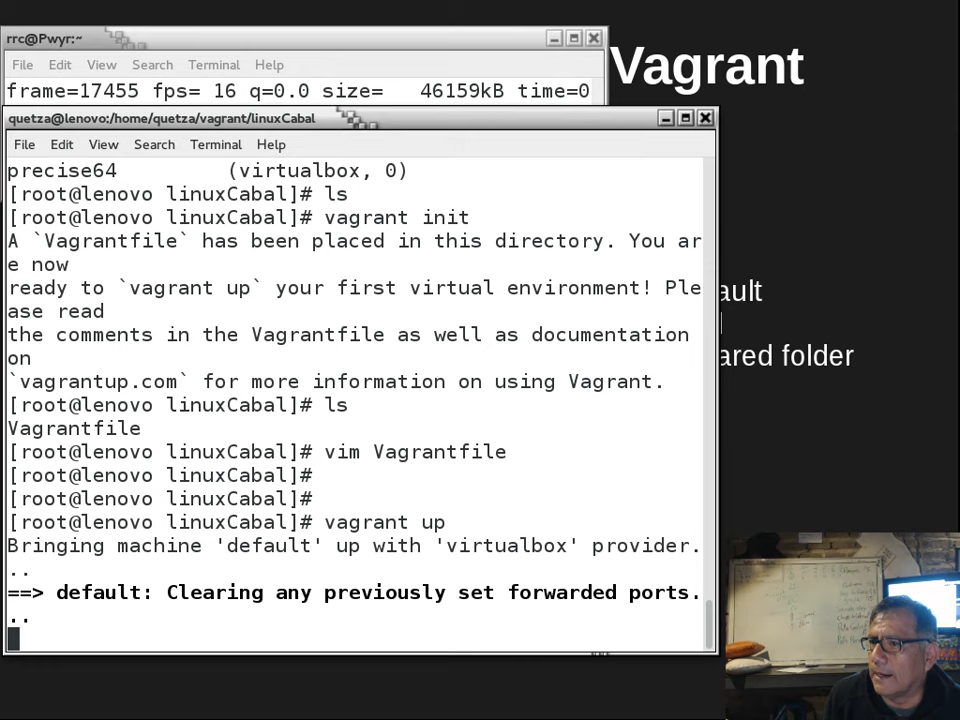 rrc@Pwyr:~
File Edit View Search Terminal Help
frame=17455 fps= 16 q=0.0 size=   46159kB time=0
Vagrant
quetza@lenovo:/home/quetza/vagrant/linuxCabal
File Edit View Search Terminal Help
precise64         (virtualbox, 0)
[root@lenovo linuxCabal]# ls
[root@lenovo linuxCabal]# vagrant init
A `Vagrantfile` has been placed in this directory. You ar
e now
ready to `vagrant up` your first virtual environment! Ple
ase read
the comments in the Vagrantfile as well as documentation
on
`vagrantup.com` for more information on using Vagrant.
[root@lenovo linuxCabal]# ls
Vagrantfile
[root@lenovo linuxCabal]# vim Vagrantfile
[root@lenovo linuxCabal]#
[root@lenovo linuxCabal]#
[root@lenovo linuxCabal]# vagrant up
Bringing machine 'default' up with 'virtualbox' provider.
..
==> default: Clearing any previously set forwarded ports.
..
ault
ared folder